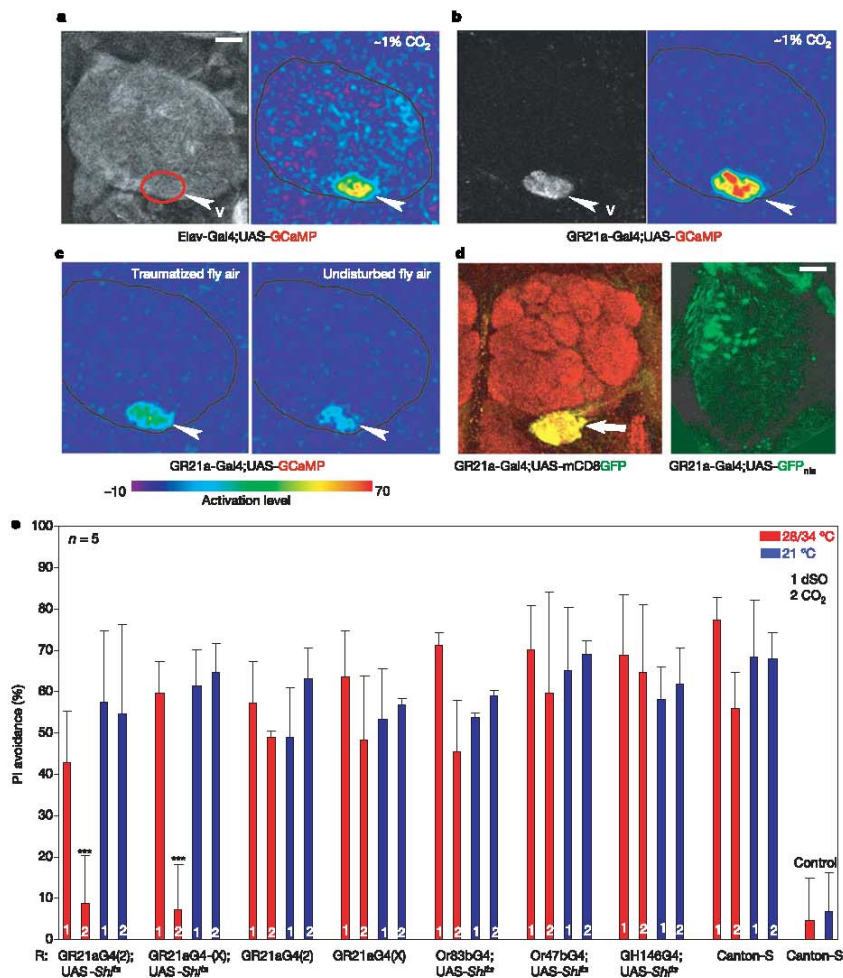 a
b
~1% CO2
~1% CO2
V
V
Elav-Gal4;UAS-GCaMP
GR21a-Gal4;UAS-GCaMP
c
d
Traumatized fly air
Undisturbed fly air
GR21a-Gal4;UAS-GCaMP
GR21a-Gal4;UAS-mCD8GFP
GR21a-Gal4;UAS-GFPnls
–10
70
Activation level
e
100
90
80
70
60
50
40
30
20
10
0
PI avoidance (%)
n = 5
28/34 °C
21 °C
1 dSO
2 CO2
***
***
Control
1 2 1 2
1 2 1 2
1 2 1 2
1 2 1 2
1 2 1 2
1 2 1 2
1 2 1 2
1 2 1 2
R: GR21aG4(2); UAS-Shits
GR21aG4-(X); UAS-Shits
GR21aG4(2)
GR21aG4(X)
Or83bG4; UAS-Shits
Or47bG4; UAS-Shits
GH146G4; UAS-Shits
Canton-S
Canton-S